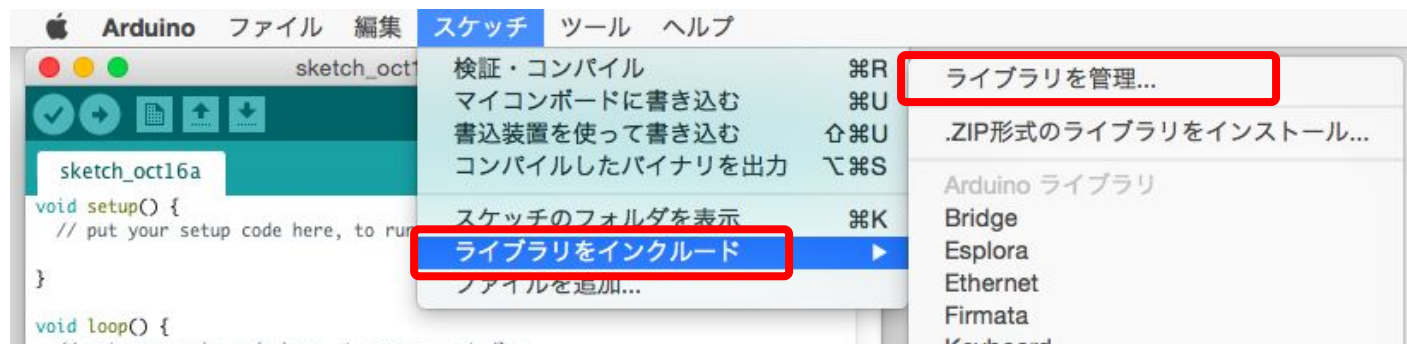 Arduino ファイル 編集 スケッチ ツール ヘルプ
sketch_oct1
sketch_oct16a
void setup() {
// put your setup code here, to run
}
void loop() {
検証・コンパイル ⌘R
マイコンボードに書き込む ⌘U
書込装置を使って書き込む ⇧⌘U
コンパイルしたバイナリを出力 ⌥⌘S
スケッチのフォルダを表示 ⌘K
ライブラリをインクルード ▶
ファイルを追加...
ライブラリを管理...
.ZIP形式のライブラリをインストール...
Arduino ライブラリ
Bridge
Esplora
Ethernet
Firmata
Keyboard